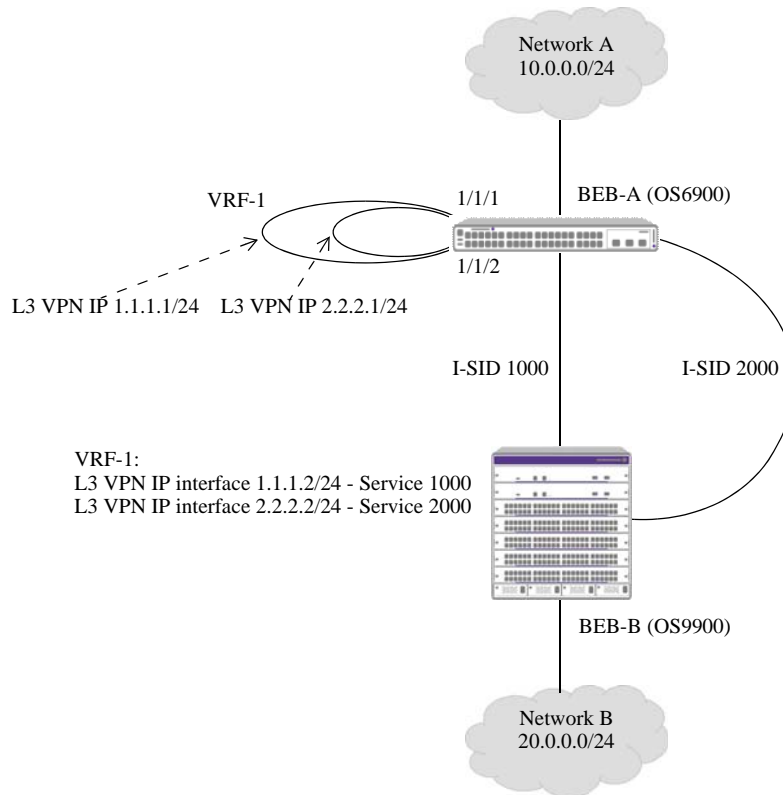 Network A
10.0.0.0/24
VRF-1
1/1/1
BEB-A (OS6900)
1/1/2
L3 VPN IP 1.1.1.1/24
L3 VPN IP 2.2.2.1/24
I-SID 1000
I-SID 2000
VRF-1:
L3 VPN IP interface 1.1.1.2/24 - Service 1000
L3 VPN IP interface 2.2.2.2/24 - Service 2000
BEB-B (OS9900)
Network B
20.0.0.0/24